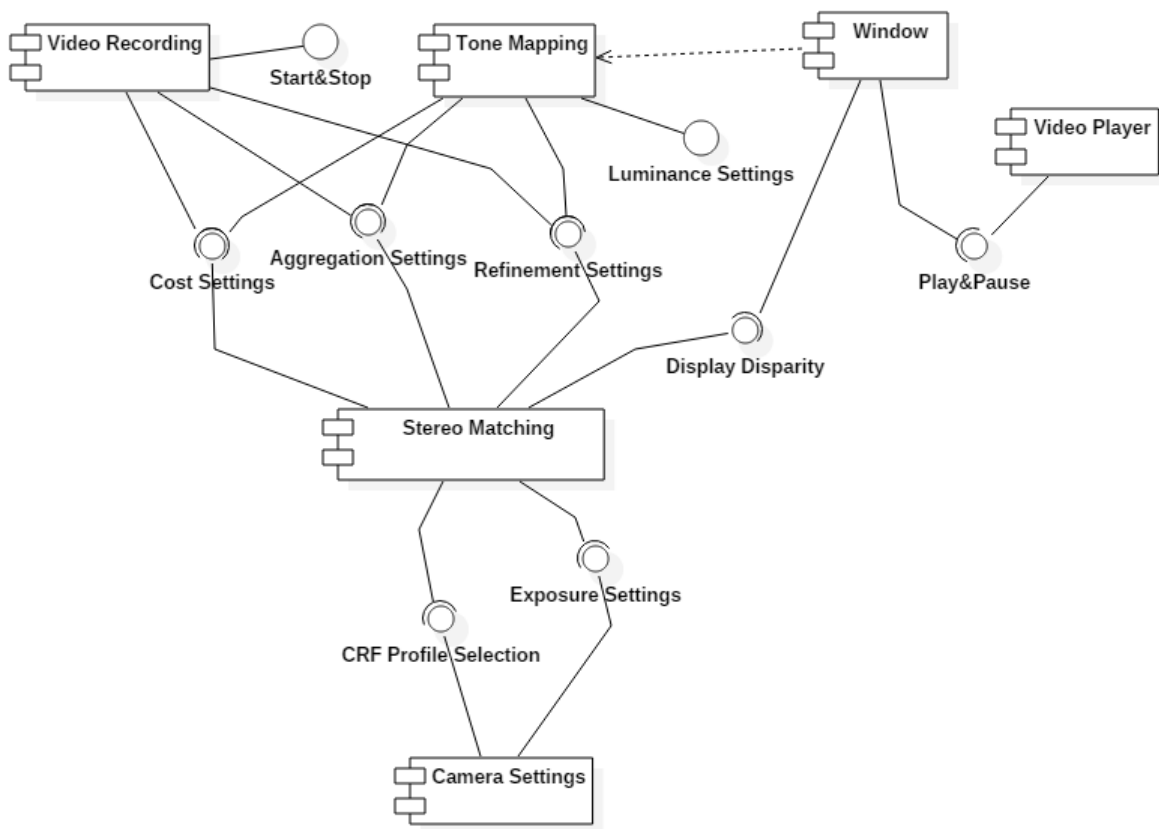 Video Recording
Start&Stop
Tone Mapping
Window
Video Player
Luminance Settings
Cost Settings
Aggregation Settings
Refinement Settings
Play&Pause
Display Disparity
Stereo Matching
Exposure Settings
CRF Profile Selection
Camera Settings